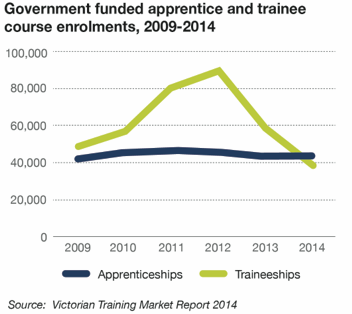 Government funded apprentice and trainee
course enrolments, 2009-2014
100,000
80,000
60,000
40,000
20,000
0
2009 2010 2011 2012 2013 2014
Apprenticeships Traineeships
Source: Victorian Training Market Report 2014